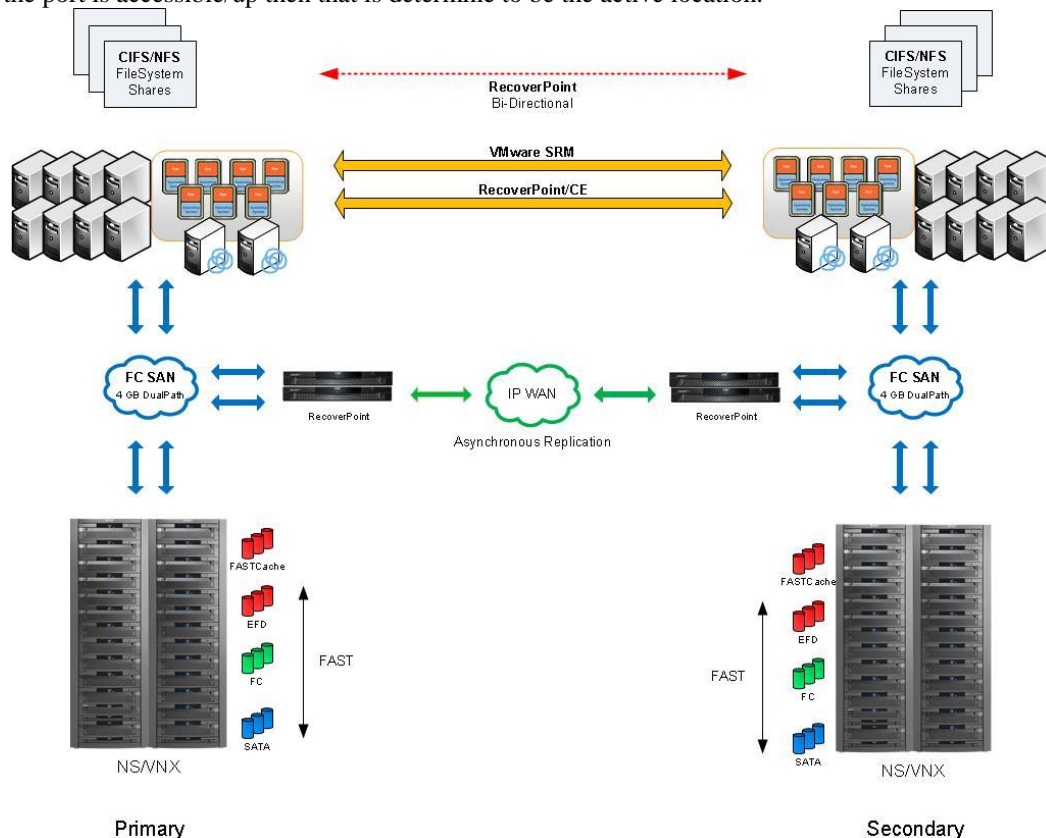 the port is accessible/up then that is determine to be the active location.
CIFS/NFS
FileSystem
Shares
RecoverPoint
Bi-Directional
CIFS/NFS
FileSystem
Shares
VMware SRM
RecoverPoint/CE
FC SAN
4 GB DualPath
RecoverPoint
IP WAN
Asynchronous Replication
RecoverPoint
FC SAN
4 GB DualPath
FASTCache
EFD
FC
SATA
FAST
NS/VNX
FASTCache
EFD
FC
SATA
FAST
NS/VNX
Primary
Secondary